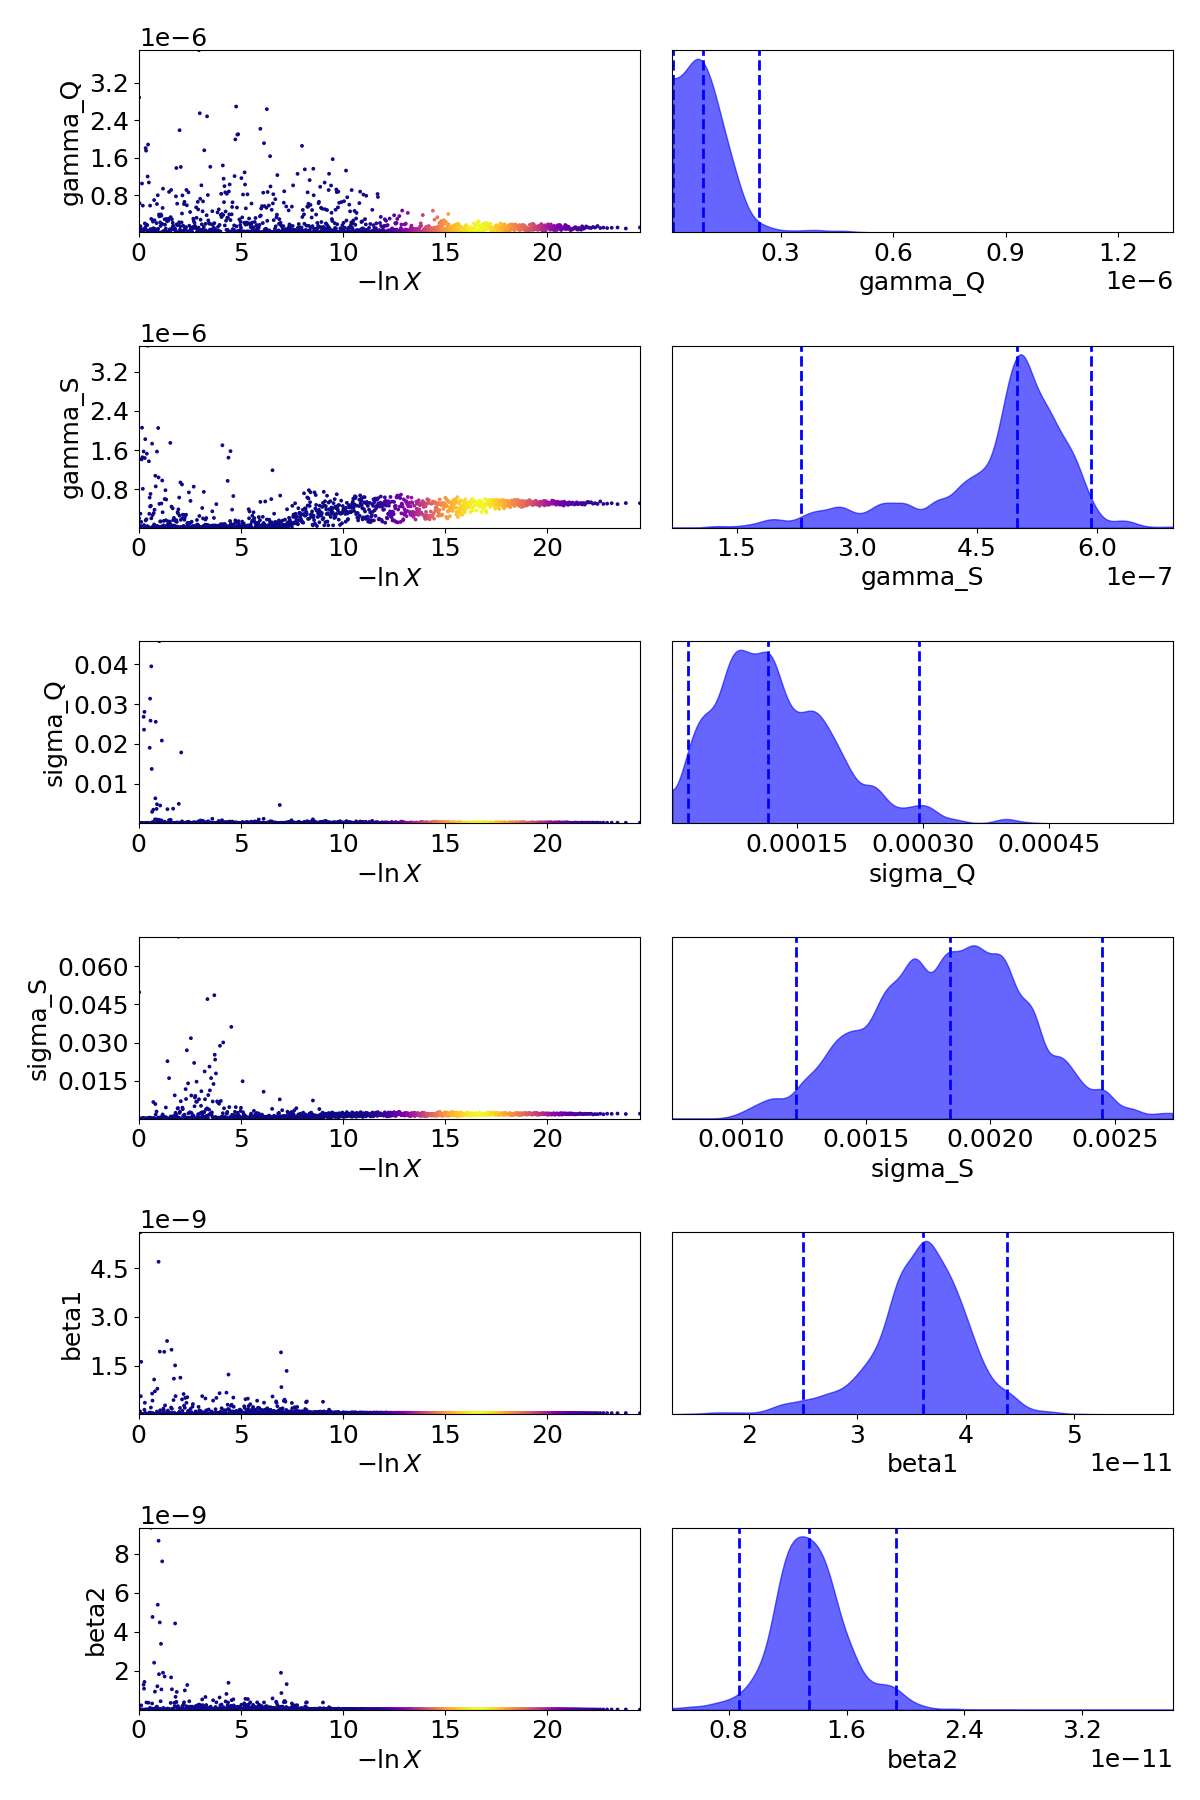 1e−6
3.2
2.4
1.6
0.8
gamma_Q
0 5 10 15 20
−ln X
0.3 0.6 0.9 1.2
gamma_Q
1e−6
1e−6
3.2
2.4
1.6
0.8
gamma_S
0 5 10 15 20
−ln X
1.5 3.0 4.5 6.0
gamma_S
1e−7
0.04
0.03
0.02
0.01
sigma_Q
0 5 10 15 20
−ln X
0.00015 0.00030 0.00045
sigma_Q
0.060
0.045
0.030
0.015
sigma_S
0 5 10 15 20
−ln X
0.0010 0.0015 0.0020 0.0025
sigma_S
1e−9
4.5
3.0
1.5
beta1
0 5 10 15 20
−ln X
2 3 4 5
beta1
1e−11
1e−9
8
6
4
2
beta2
0 5 10 15 20
−ln X
0.8 1.6 2.4 3.2
beta2
1e−11